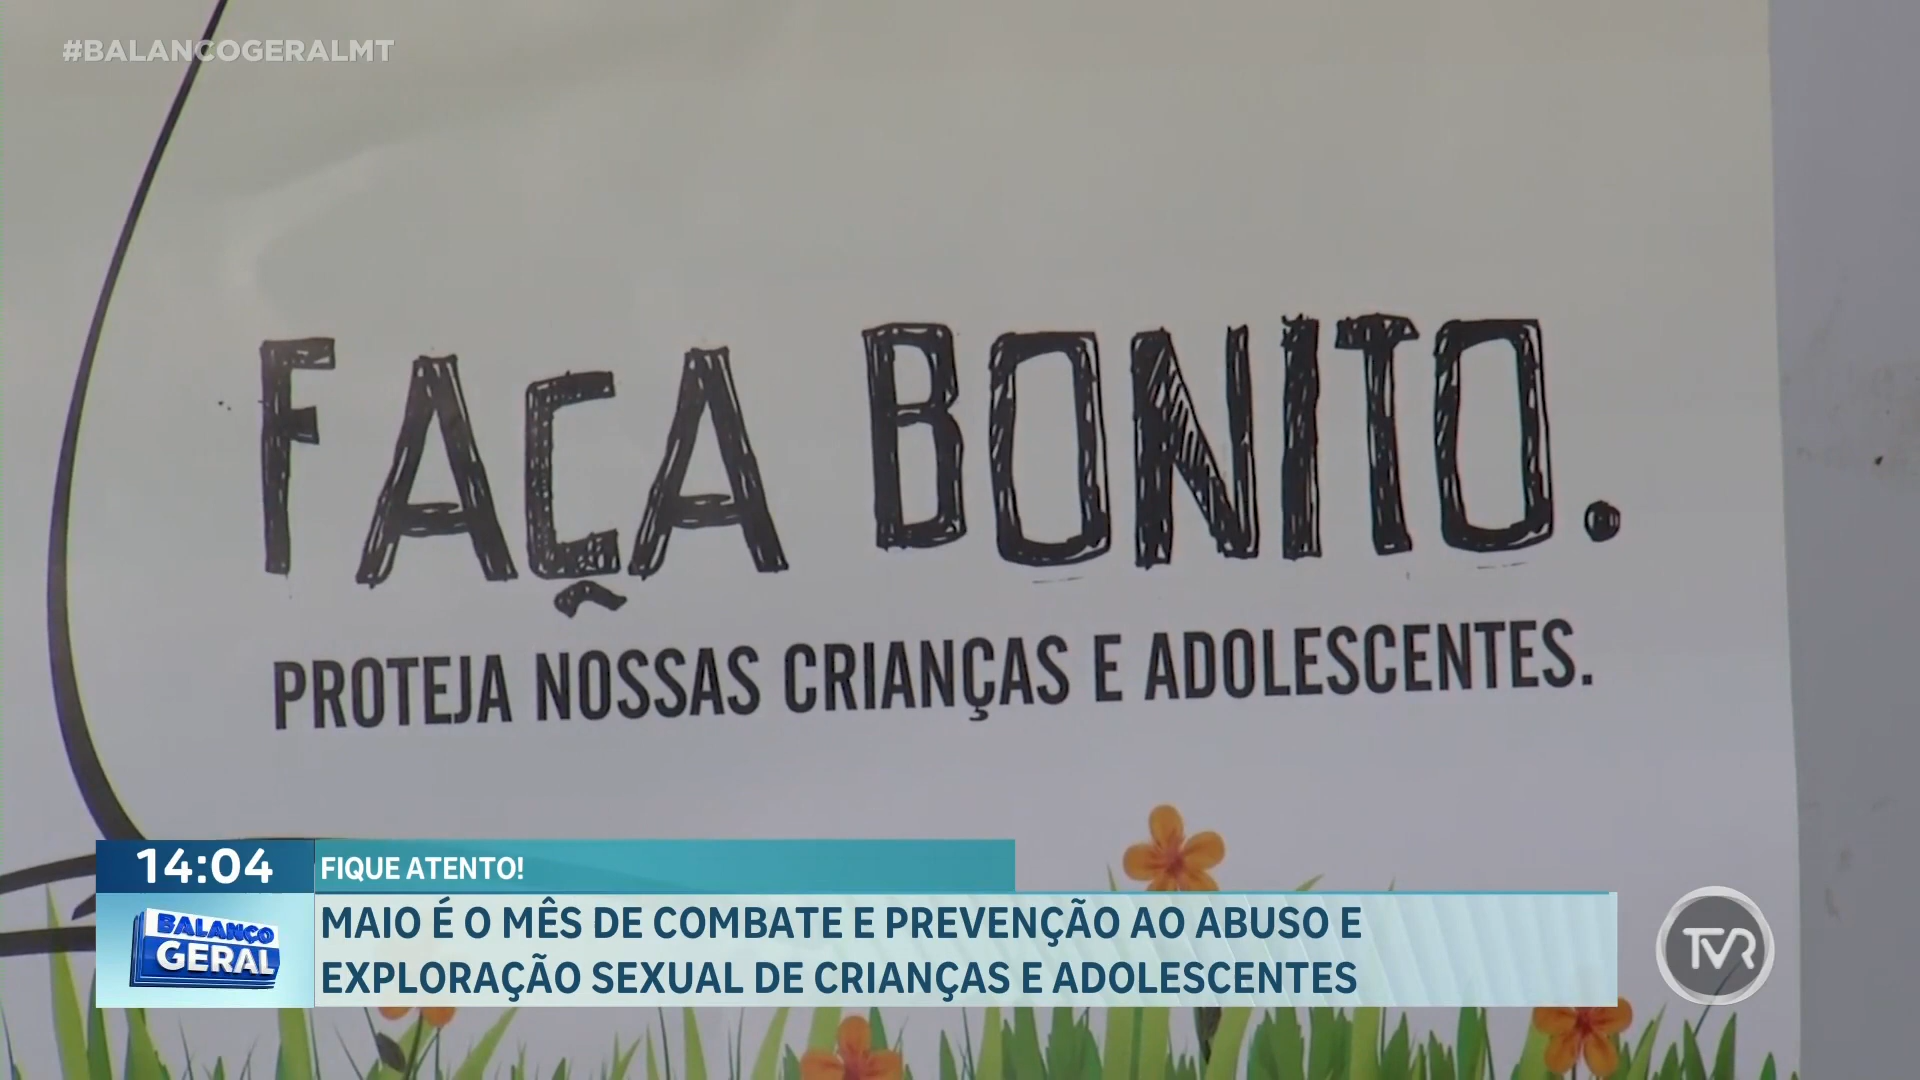 #BALANCOGERALMT
FAÇA BONITO.
PROTEJA NOSSAS CRIANÇAS E ADOLESCENTES.
14:04
FIQUE ATENTO!
BALANÇO
GERAL
MAIO É O MÊS DE COMBATE E PREVENÇÃO AO ABUSO E
EXPLORAÇÃO SEXUAL DE CRIANÇAS E ADOLESCENTES
TVR